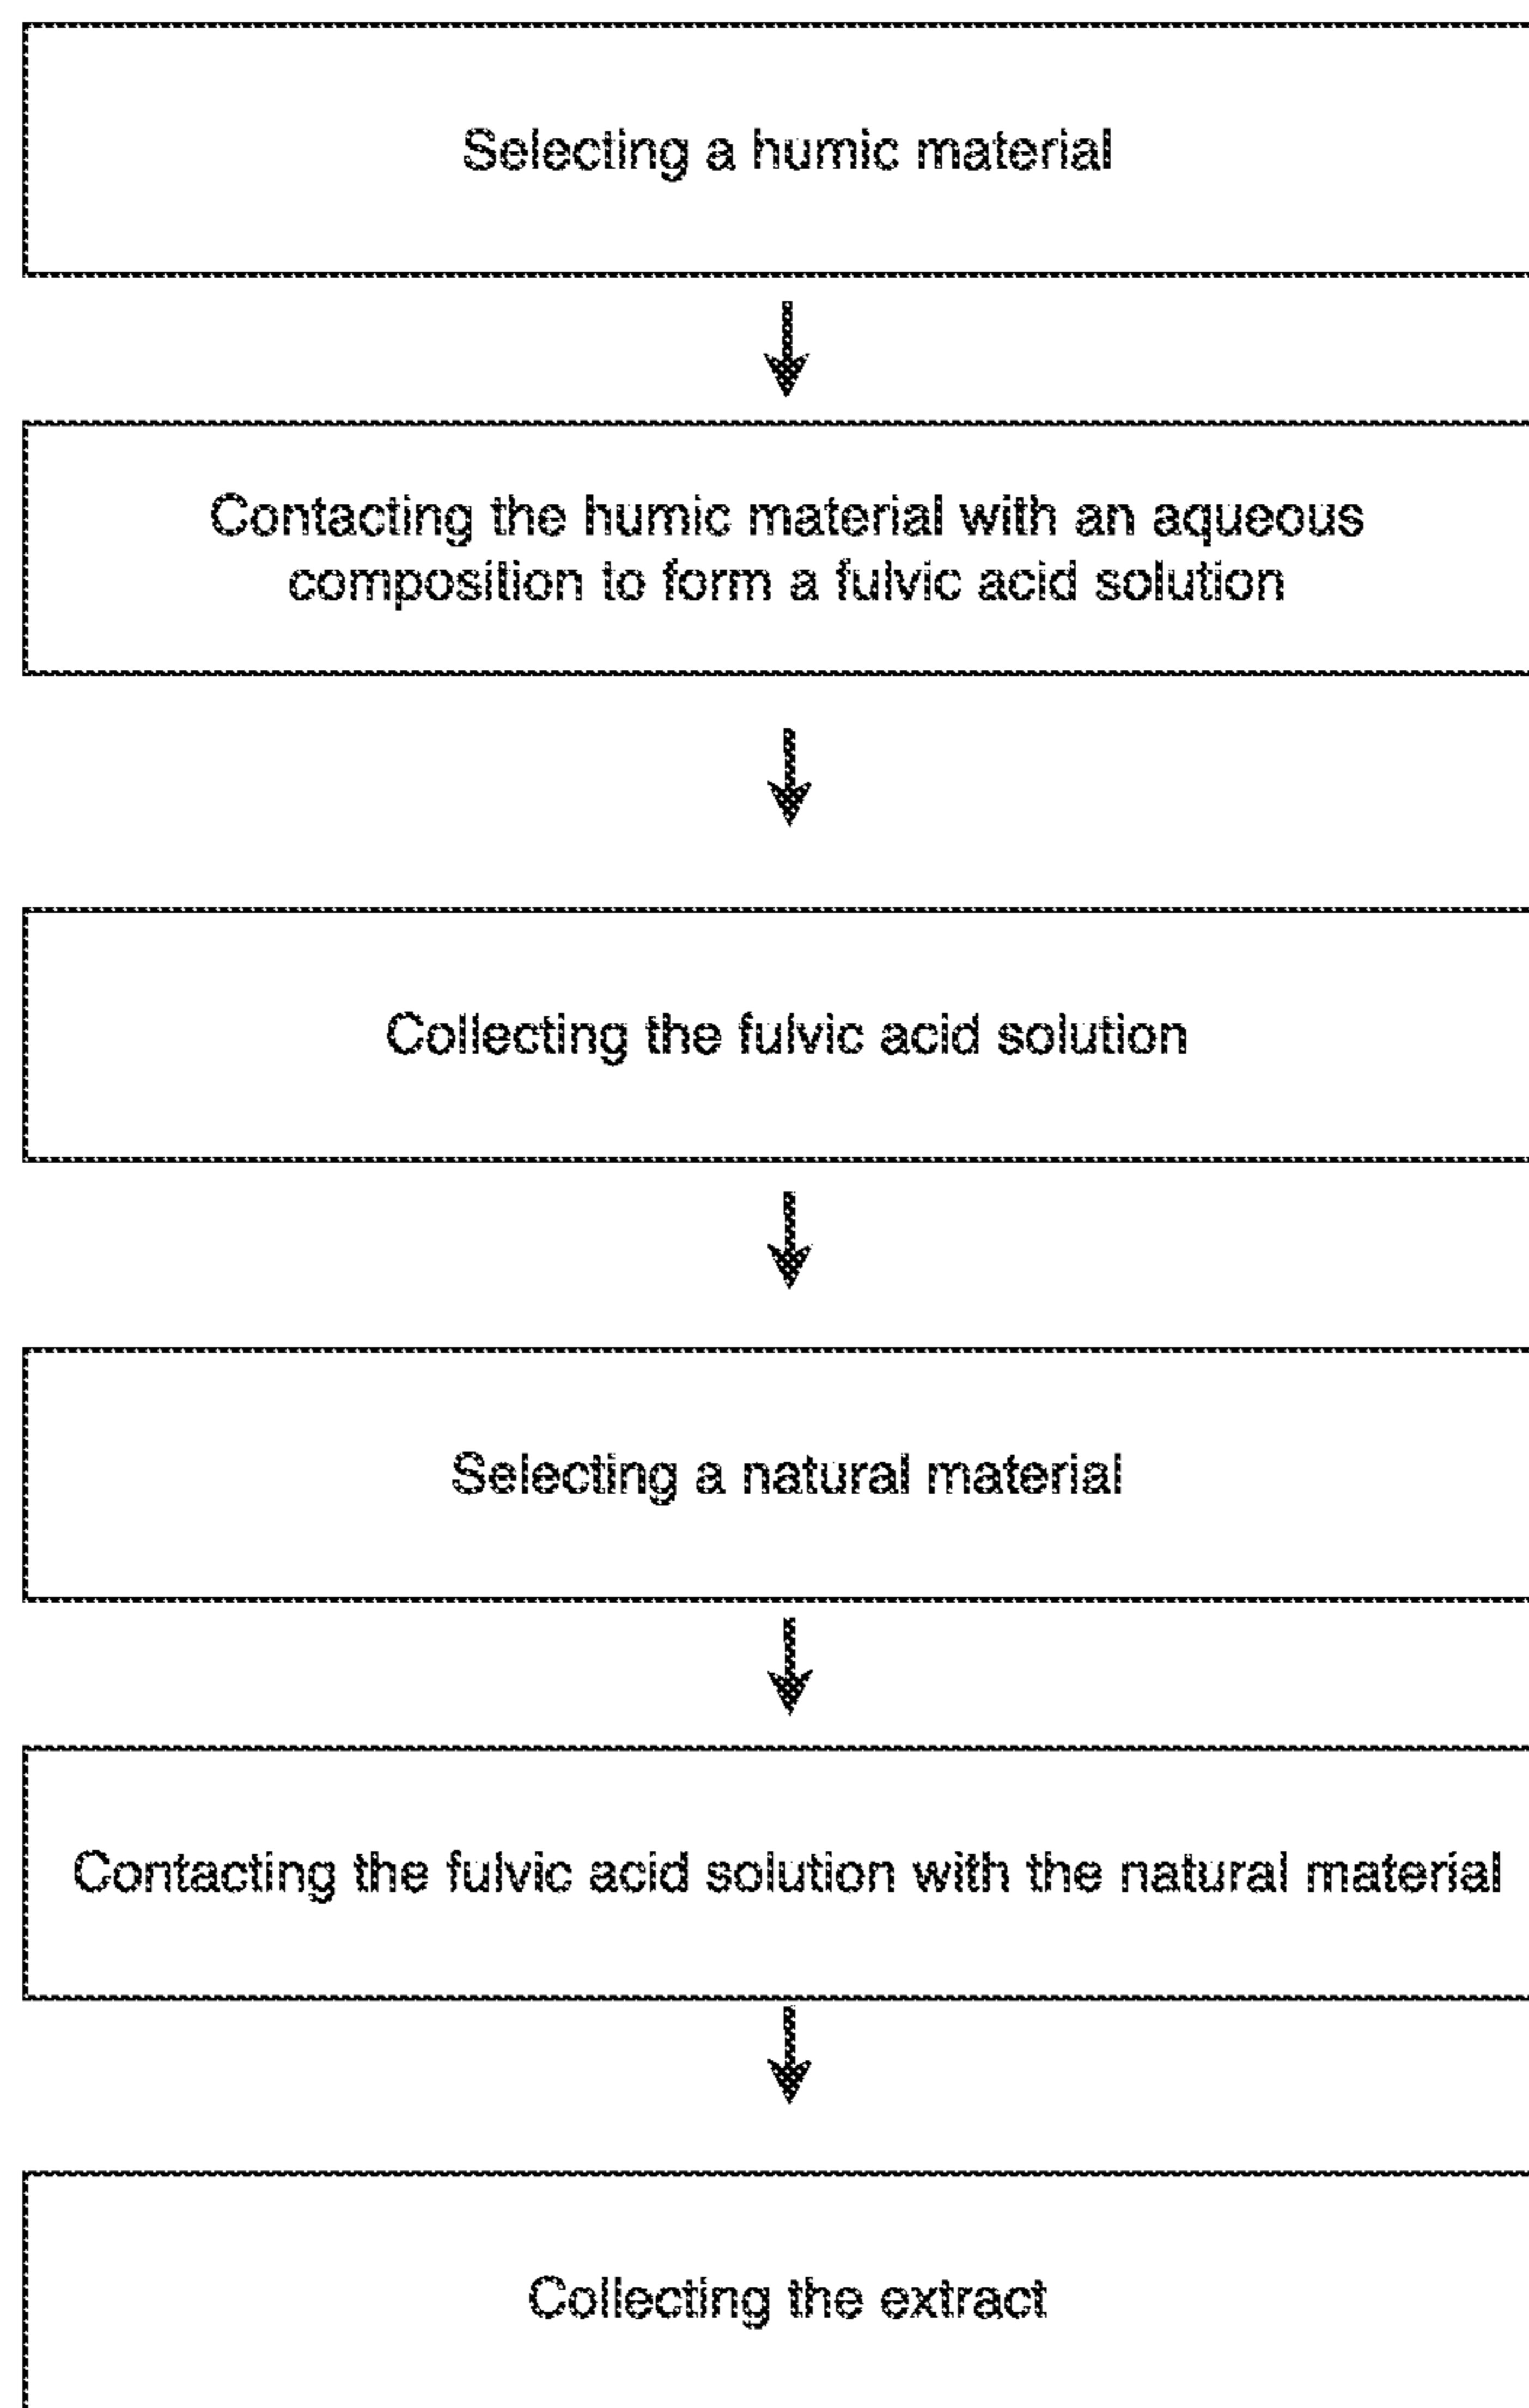 Selecting a humic material
Contacting the humic material with an aqueous
composition to form a fulvic acid solution
Collecting the fulvic acid solution
Selecting a natural material
Contacting the fulvic acid solution with the natural material
Collecting the extract